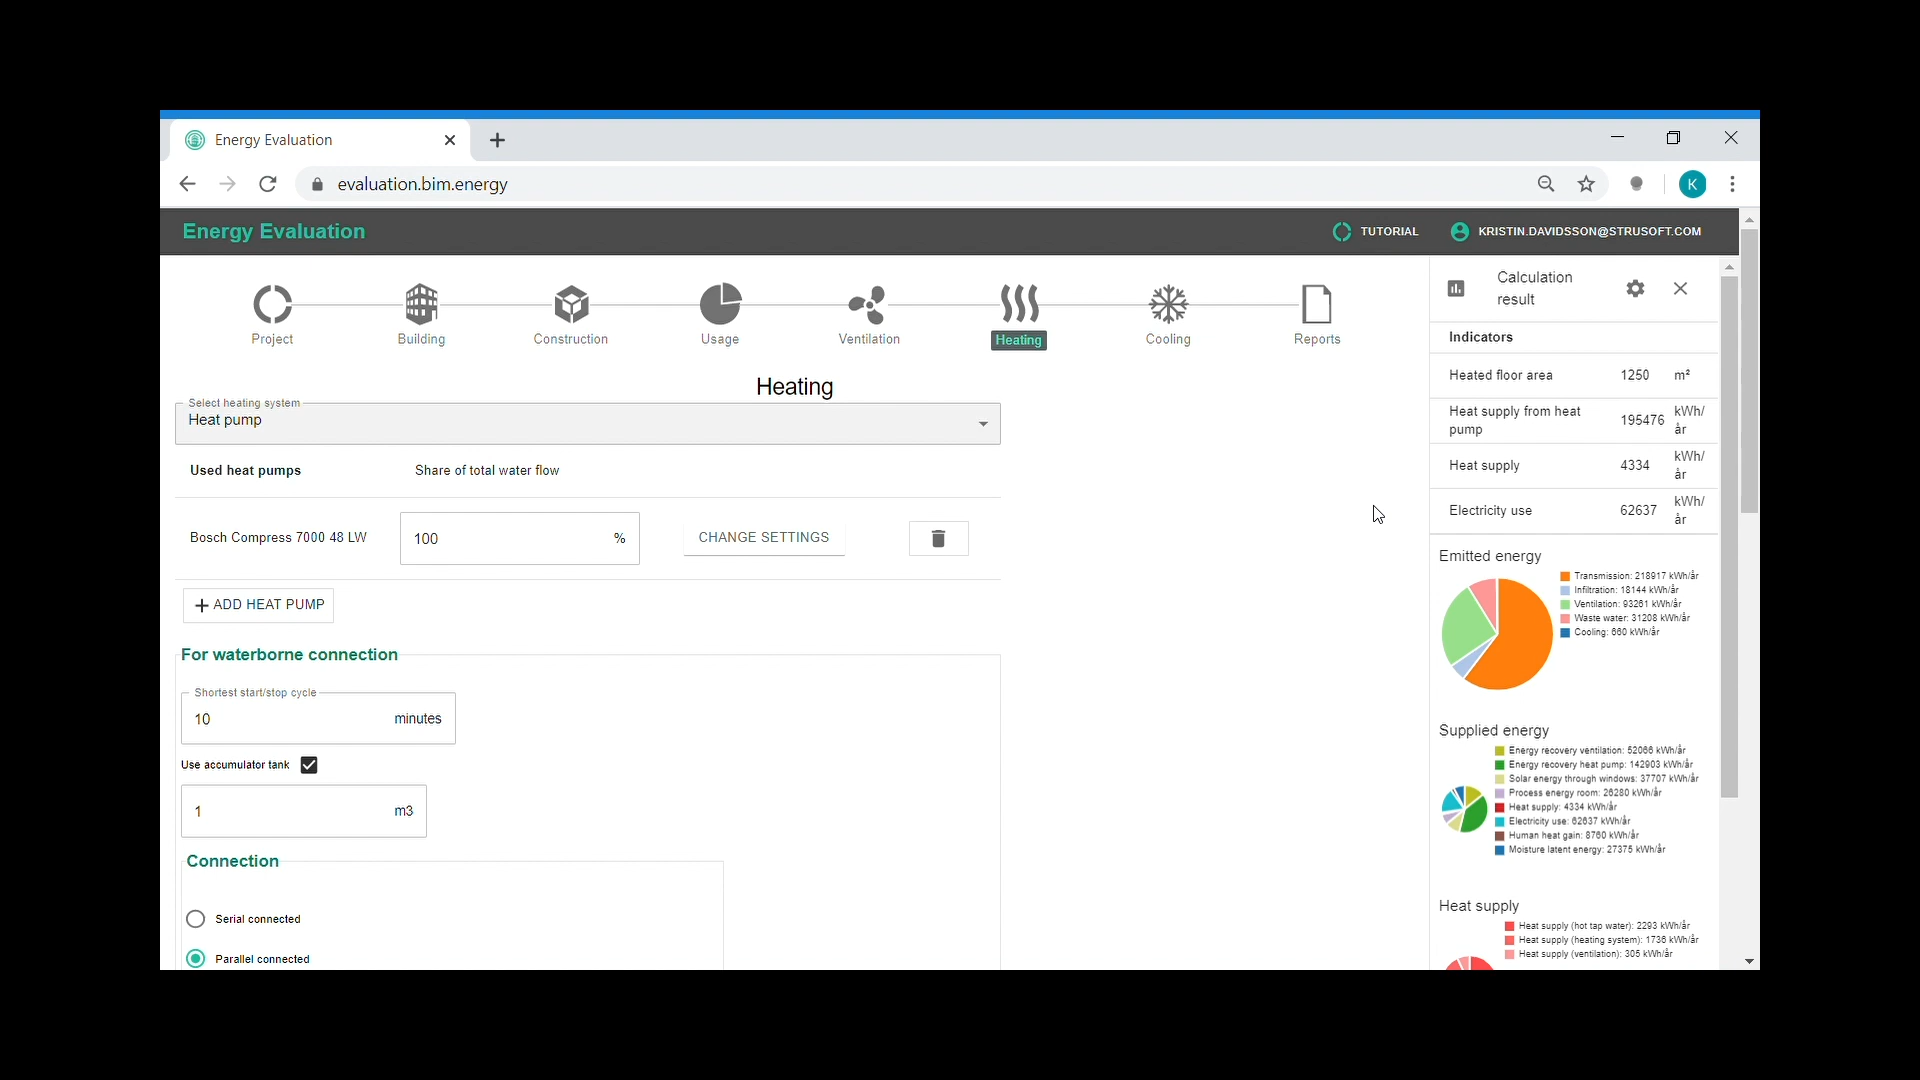 Energy Evaluation
evaluation.bim.energy
K
Energy Evaluation
TUTORIAL
KRISTIN.DAVIDSSON@STRUSOFT.COM
Project
Building
Construction
Usage
Ventilation
Heating
Cooling
Reports
Heating
Select heating system
Heat pump
Used heat pumps
Share of total water flow
Bosch Compress 7000 48 LW
100 %
CHANGE SETTINGS
+ ADD HEAT PUMP
For waterborne connection
Shortest start/stop cycle
10 minutes
Use accumulator tank
1 m3
Connection
Serial connected
Parallel connected
Calculation
result
Indicators
Heated floor area 1250 m²
Heat supply from heat
pump 195476 kWh/
år
Heat supply 4334 kWh/
år
Electricity use 62637 kWh/
år
Emitted energy
Transmission: 218917 kWh/år
Infiltration: 18144 kWh/år
Ventilation: 93261 kWh/år
Waste water: 31208 kWh/år
Cooling: 660 kWh/år
Supplied energy
Energy recovery ventilation: 52066 kWh/år
Energy recovery heat pump: 142903 kWh/år
Solar energy through windows: 37707 kWh/år
Process energy room: 26280 kWh/år
Heat supply: 4334 kWh/år
Electricity use: 62637 kWh/år
Human heat gain: 8760 kWh/år
Moisture latent energy: 27375 kWh/år
Heat supply
Heat supply (hot tap water): 2293 kWh/år
Heat supply (heating system): 1736 kWh/år
Heat supply (ventilation): 305 kWh/år